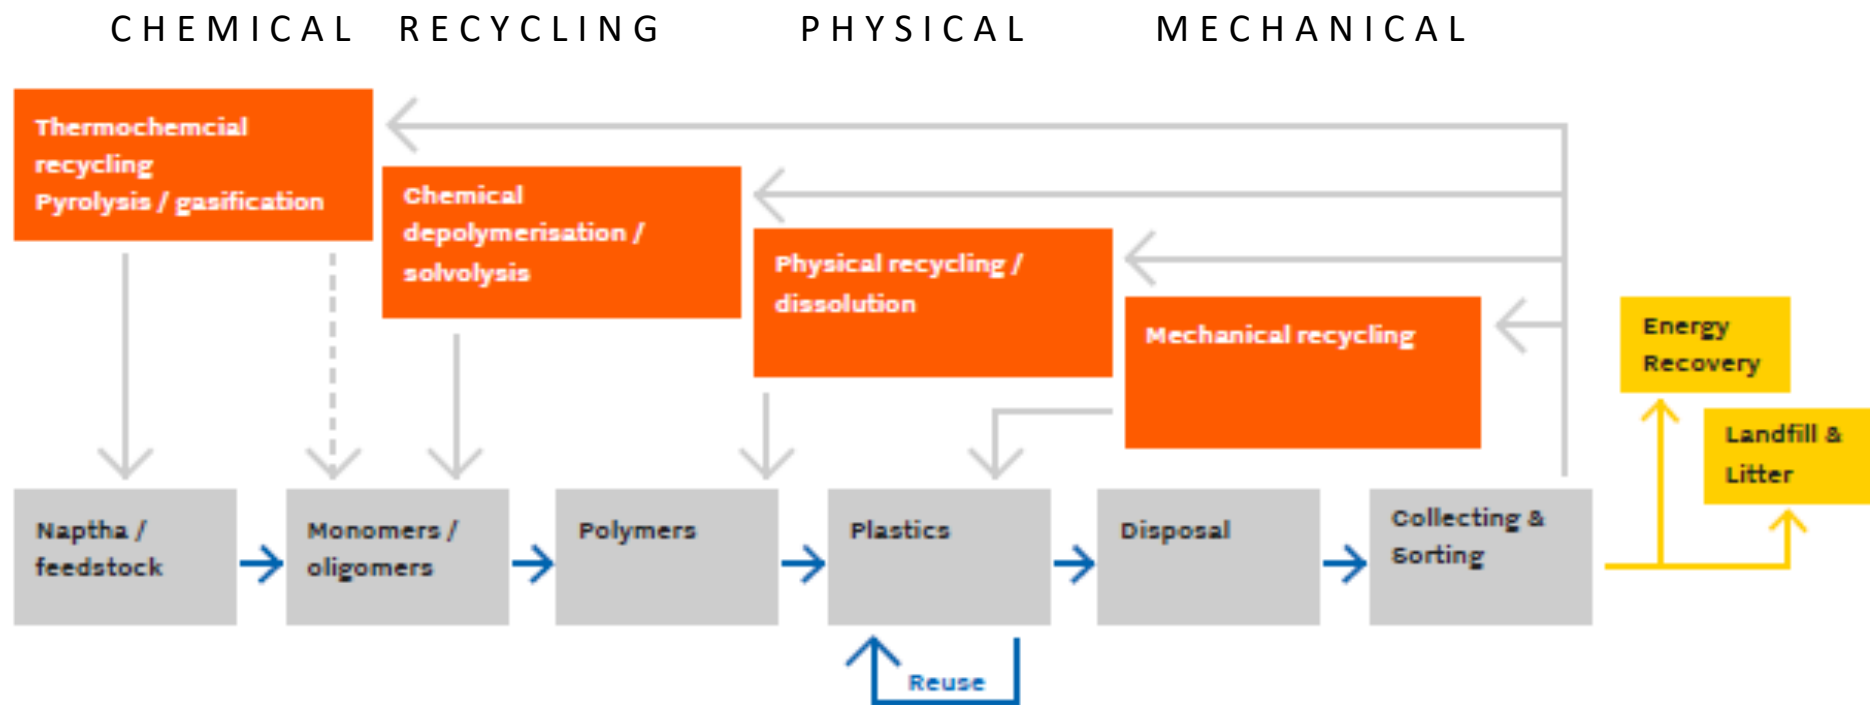 CHEMICAL RECYCLING PHYSICAL MECHANICAL
Thermochemcial
recycling
Pyrolysis / gasification
Chemical
depolymerisation /
solvolysis
Physical recycling /
dissolution
Mechanical recycling
Energy
Recovery
Landfill &
Litter
Naptha /
feedstock
Monomers /
oligomers
Polymers
Plastics
Disposal
Collecting &
Sorting
Reuse